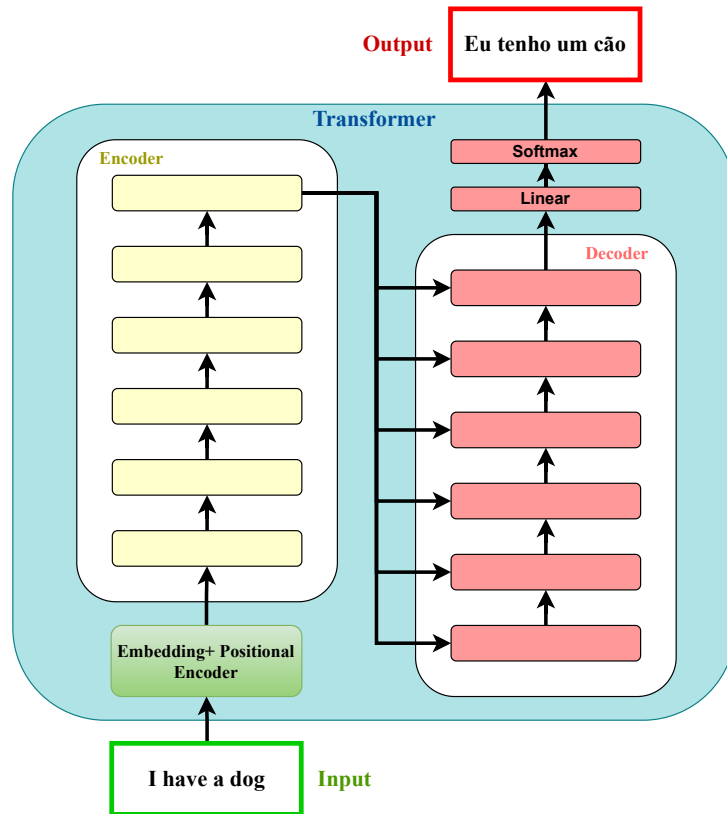 Output
Eu tenho um cão
Transformer
Encoder
Softmax
Linear
Decoder
Embedding+ Positional
Encoder
I have a dog
Input